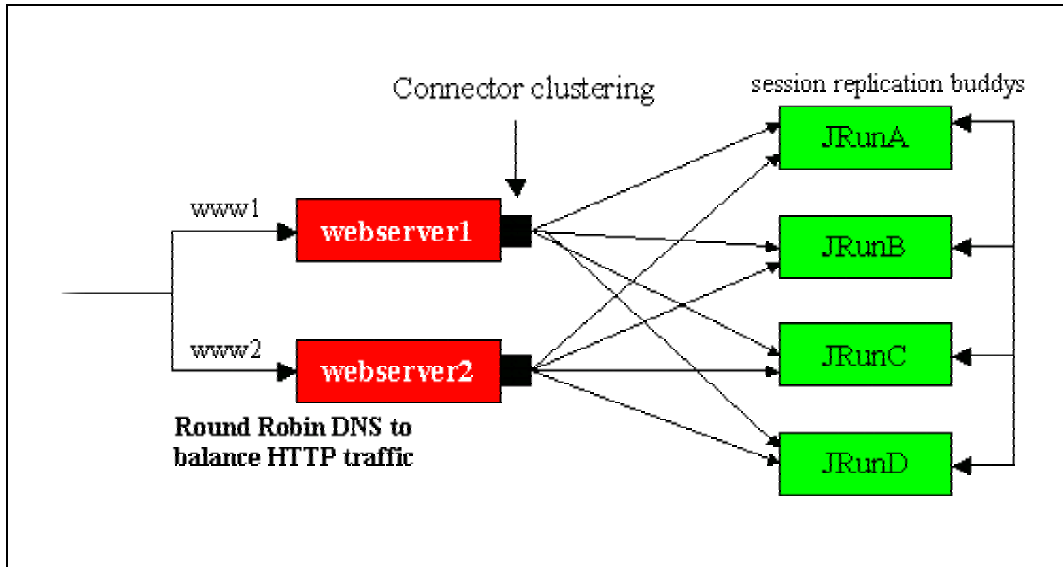 Connector clustering
session replication buddys
JRunA
www1
webserver1
JRunB
www2
webserver2
JRunC
Round Robin DNS to
balance HTTP traffic
JRunD